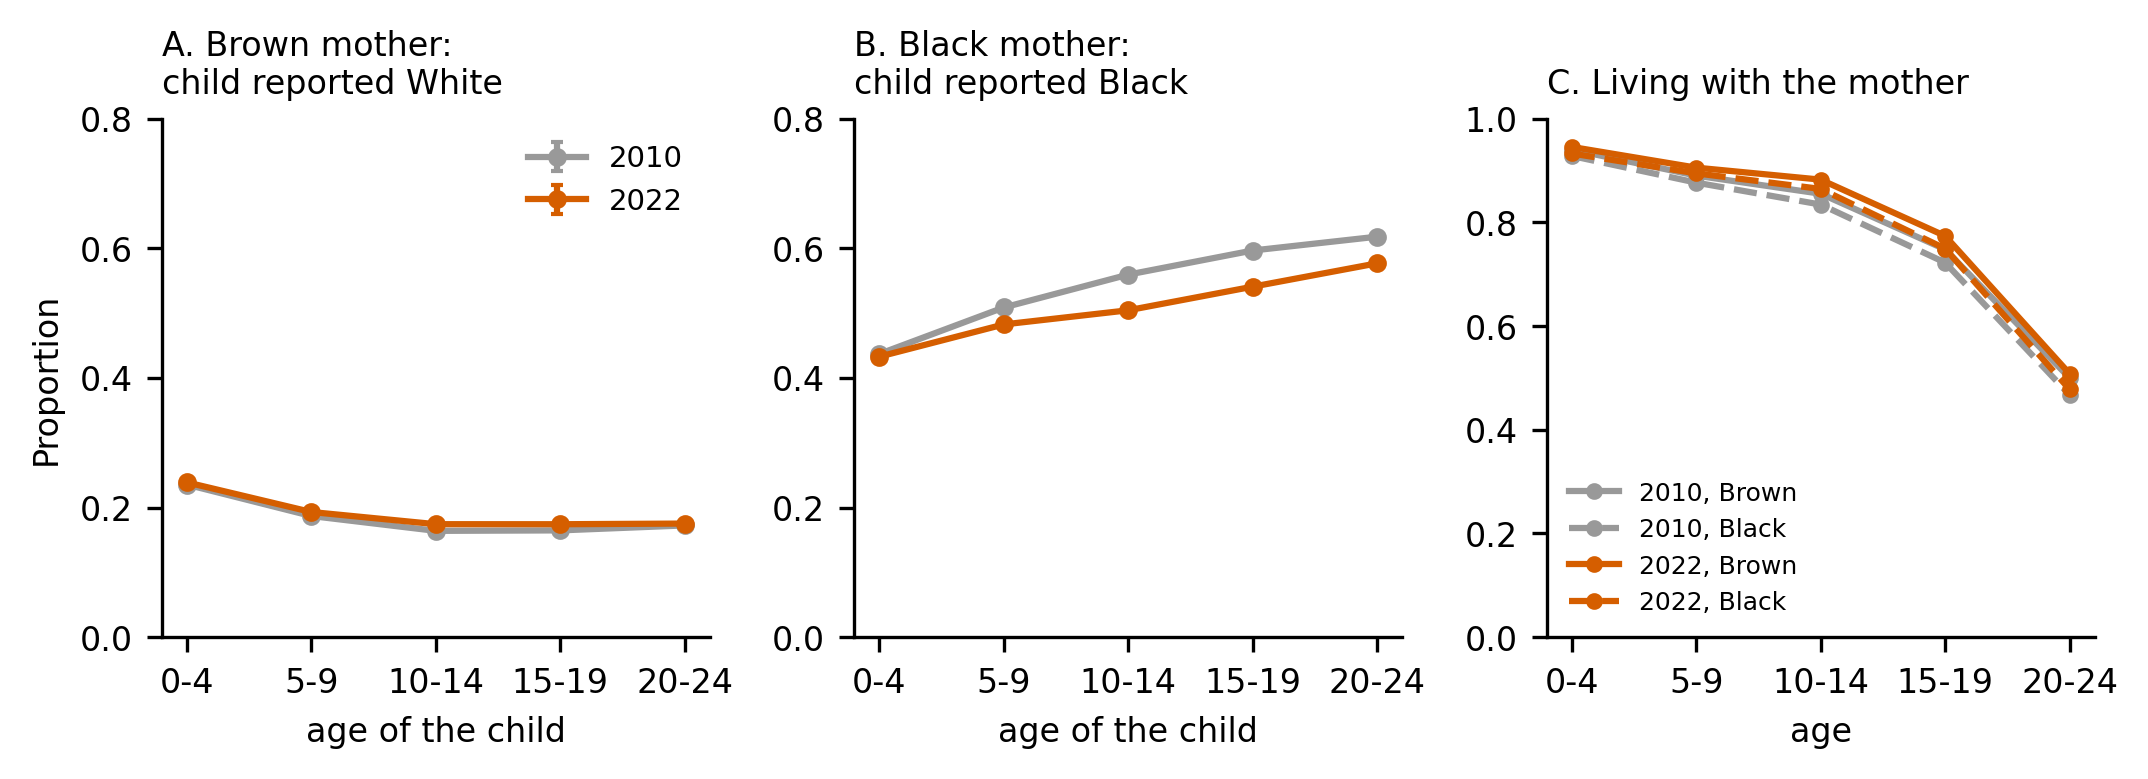 A. Brown mother:
child reported White
Proportion
0.8
0.6
0.4
0.2
0.0
2010
2022
0-4 5-9 10-14 15-19 20-24
age of the child
B. Black mother:
child reported Black
0.8
0.6
0.4
0.2
0.0
0-4 5-9 10-14 15-19 20-24
age of the child
C. Living with the mother
1.0
0.8
0.6
0.4
0.2
0.0
2010, Brown
2010, Black
2022, Brown
2022, Black
0-4 5-9 10-14 15-19 20-24
age